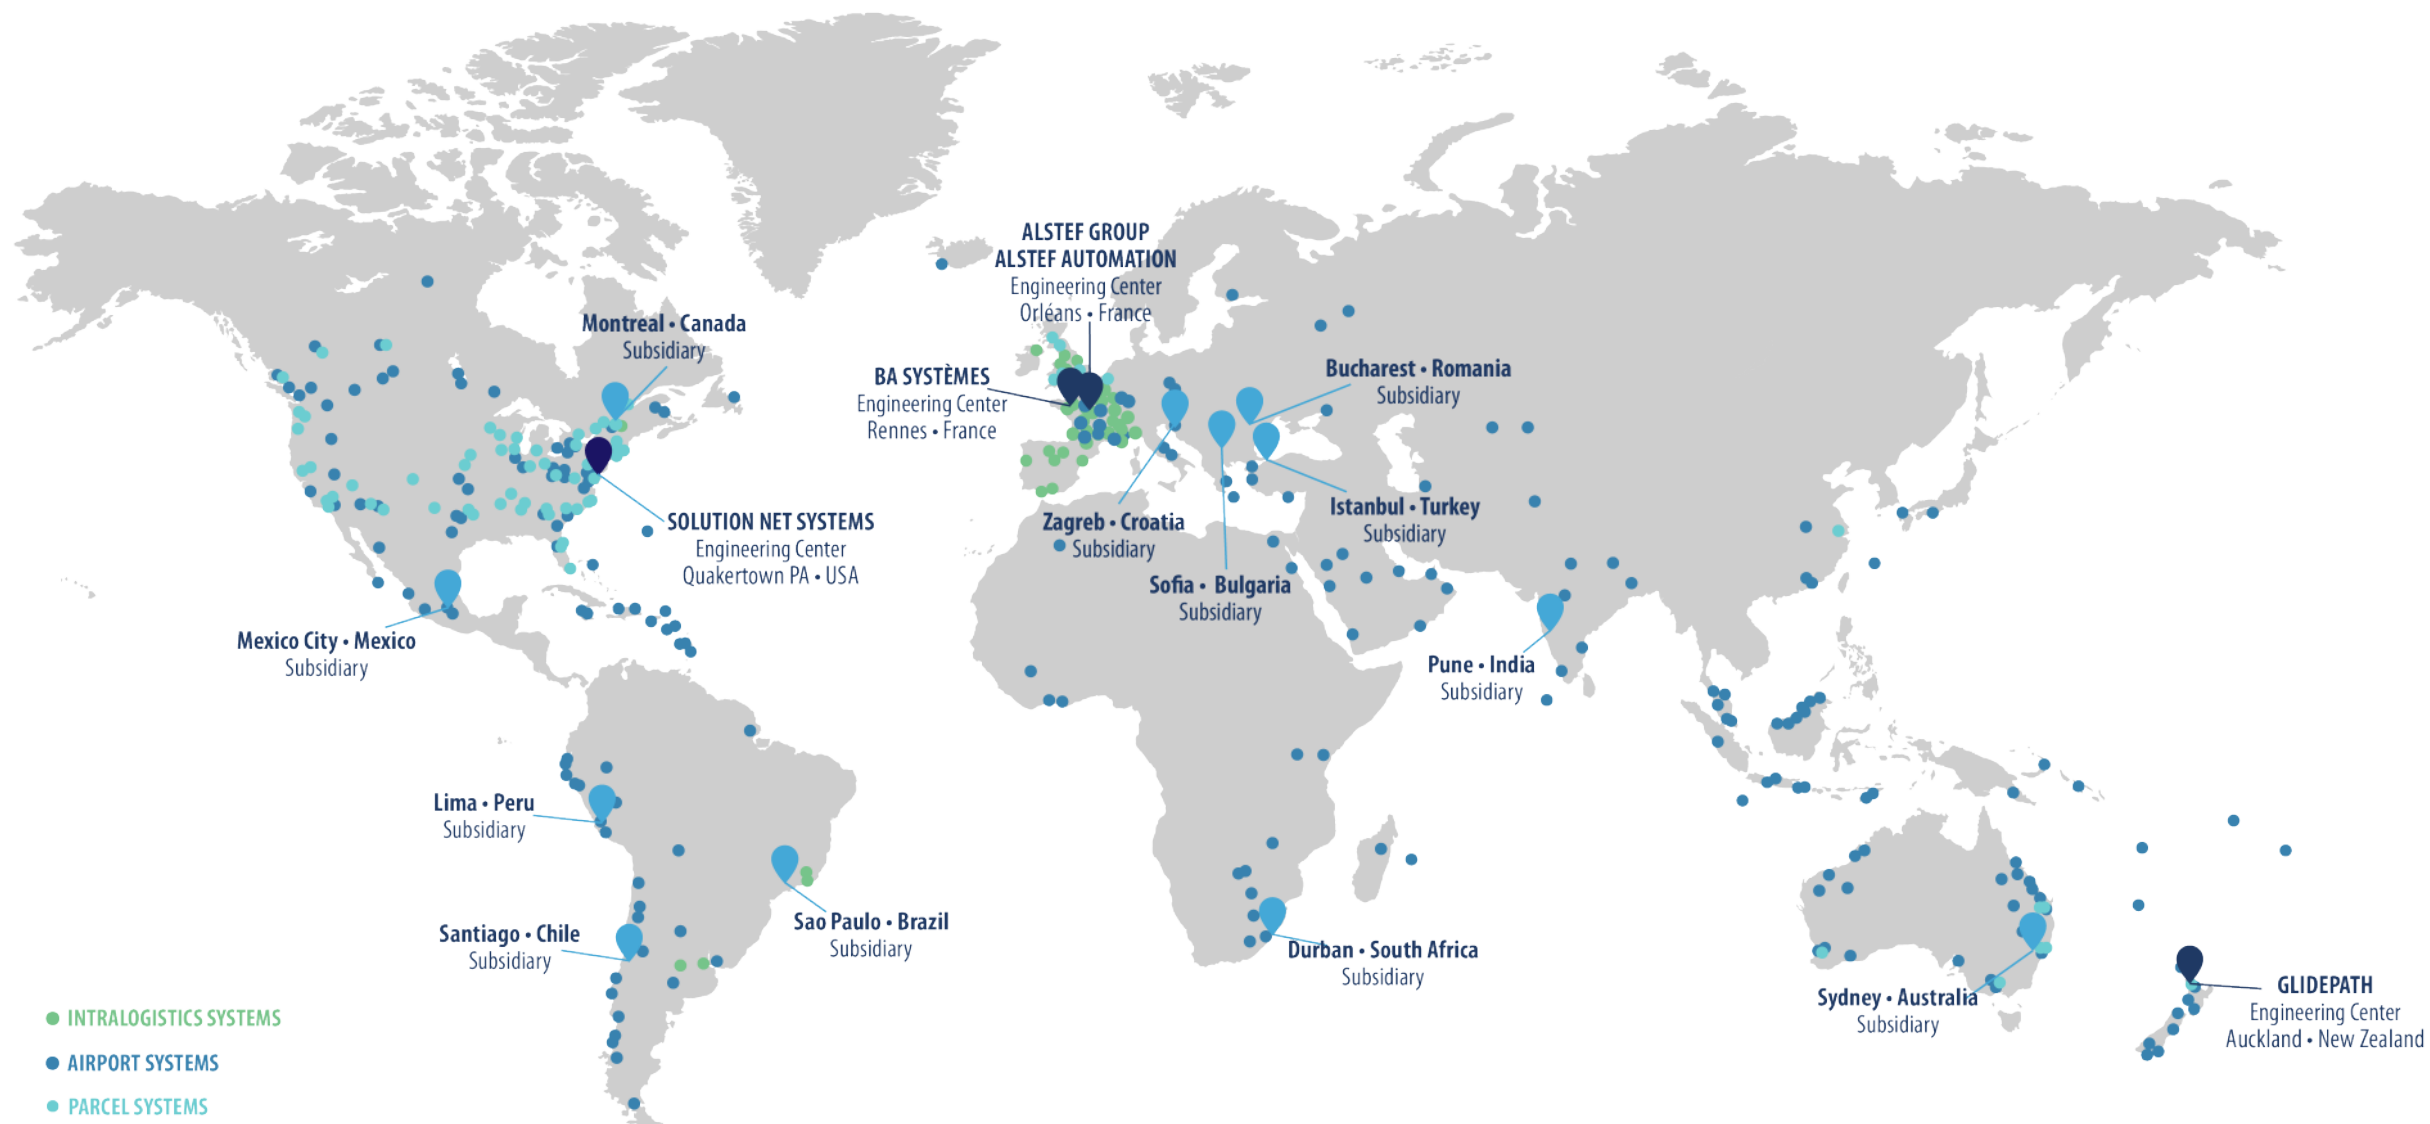 ALSTEF GROUP
ALSTEF AUTOMATION
Engineering Center
Orléans • France
Montreal • Canada
Subsidiary
BA SYSTÈMES
Engineering Center
Rennes • France
Bucharest • Romania
Subsidiary
SOLUTION NET SYSTEMS
Engineering Center
Quakertown PA • USA
Zagreb • Croatia
Subsidiary
Istanbul • Turkey
Subsidiary
Sofia • Bulgaria
Subsidiary
Mexico City • Mexico
Subsidiary
Pune • India
Subsidiary
Lima • Peru
Subsidiary
Sao Paulo • Brazil
Subsidiary
Santiago • Chile
Subsidiary
Durban • South Africa
Subsidiary
Sydney • Australia
Subsidiary
GLIDEPATH
Engineering Center
Auckland • New Zealand
INTRALOGISTICS SYSTEMS
AIRPORT SYSTEMS
PARCEL SYSTEMS